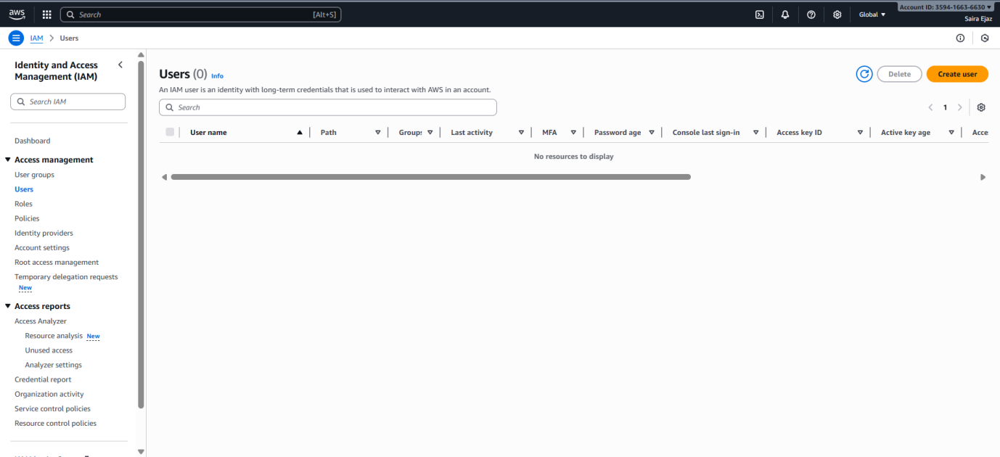 aws
Search [Alt+S]
Global
Account ID: 3594-1663-6630
Saira Ejaz
IAM > Users
Identity and Access Management (IAM)
Search IAM
Dashboard
Access management
User groups
Users
Roles
Policies
Identity providers
Account settings
Root access management
Temporary delegation requests
New
Access reports
Access Analyzer
Resource analysis New
Unused access
Analyzer settings
Credential report
Organization activity
Service control policies
Resource control policies
Users (0) Info
Delete
Create user
An IAM user is an identity with long-term credentials that is used to interact with AWS in an account.
Search
1
User name Path Groups Last activity MFA Password age Console last sign-in Access key ID Active key age Acce
No resources to display